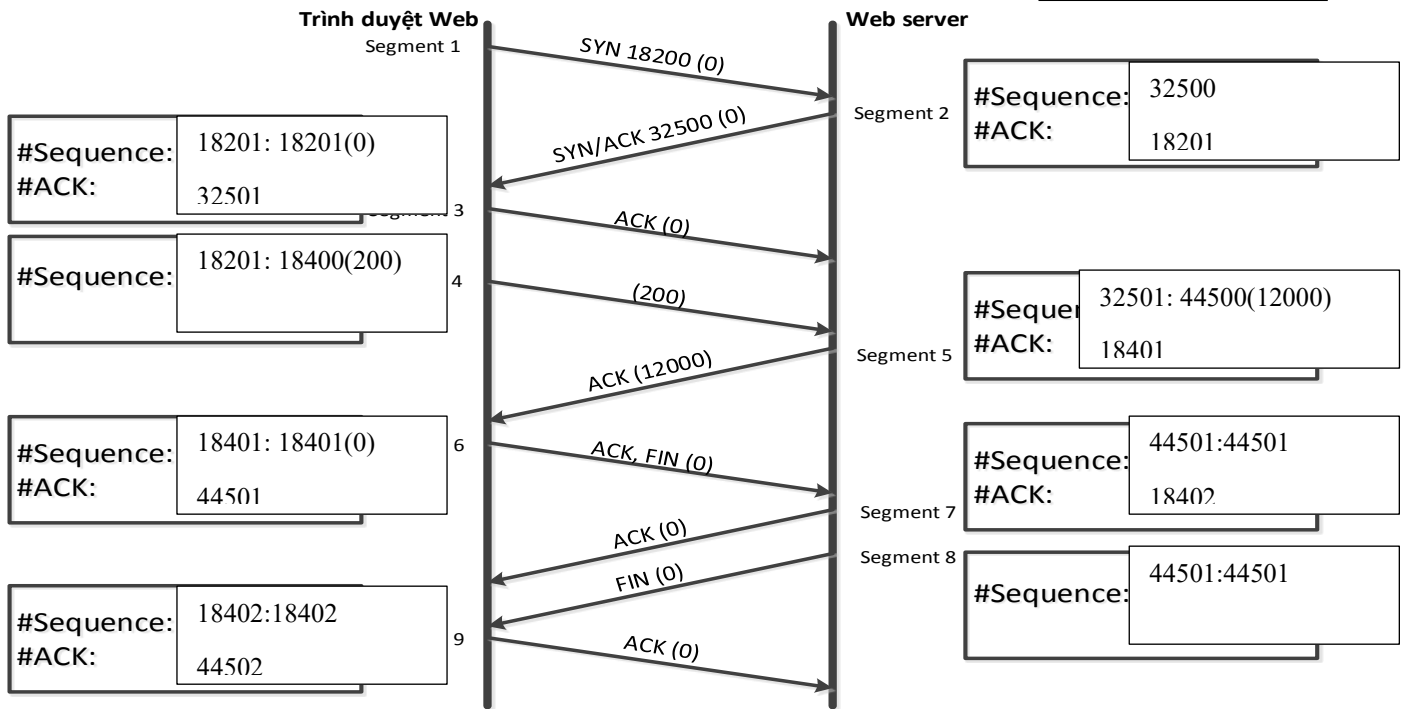 Trình duyệt Web
Web server
Segment 1
SYN 18200 (0)
#Sequence: 32500
#ACK: 18201
Segment 2
SYN/ACK 32500 (0)
#Sequence: 18201: 18201(0)
#ACK: 32501
Segment 3
ACK (0)
#Sequence: 18201: 18400(200)
4
(200)
#Sequer 32501: 44500(12000)
#ACK: 18401
Segment 5
ACK (12000)
#Sequence: 18401: 18401(0)
#ACK: 44501
6
ACK, FIN (0)
#Sequence: 44501:44501
#ACK: 18402
Segment 7
ACK (0)
Segment 8
FIN (0)
#Sequence: 44501:44501
#Sequence: 18402:18402
#ACK: 44502
9
ACK (0)